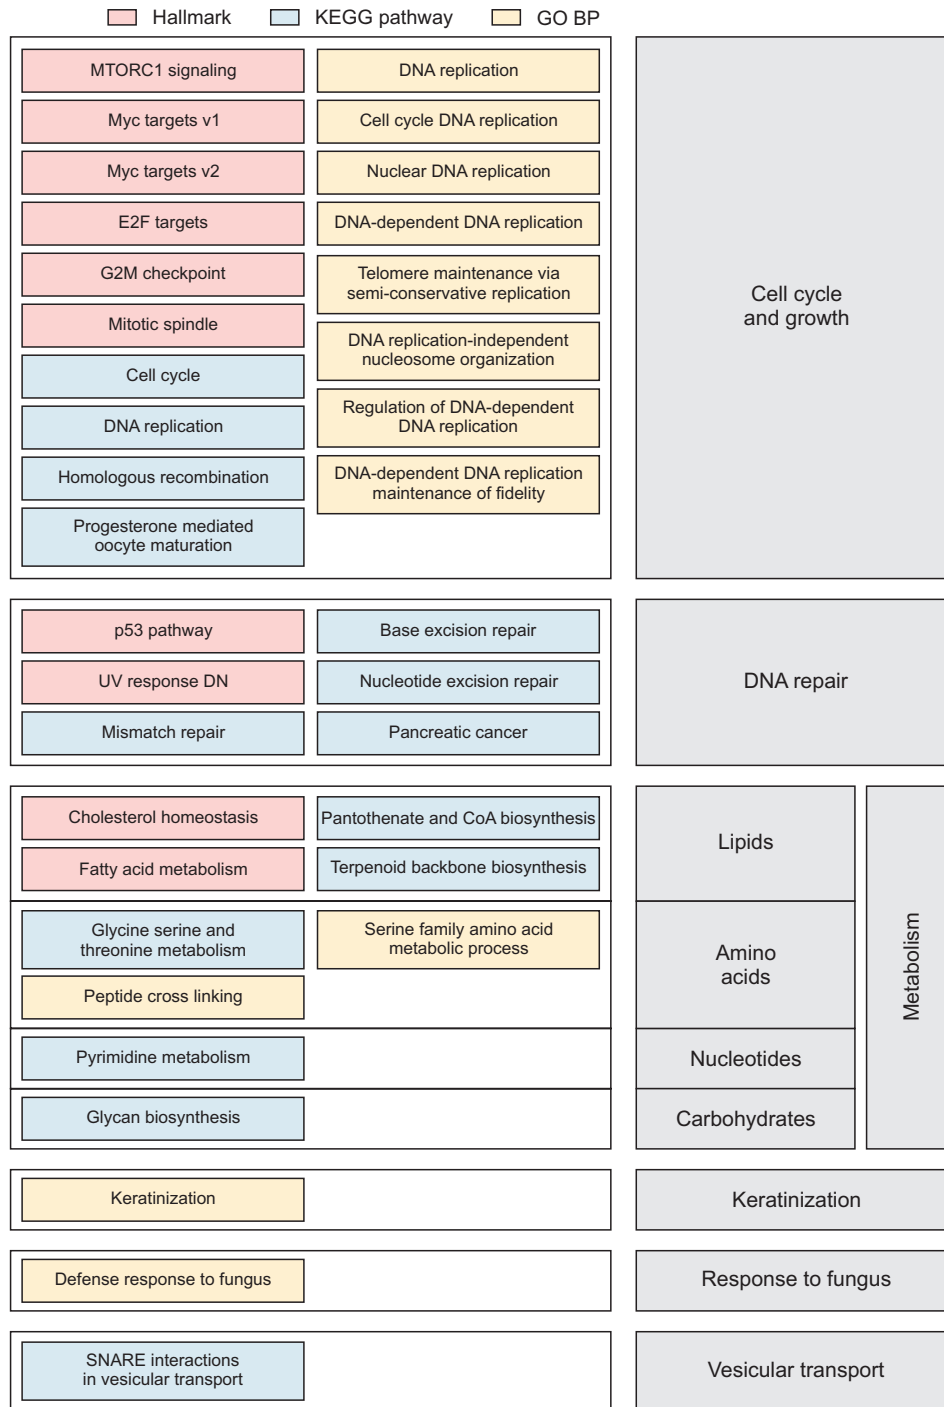 Hallmark KEGG pathway GO BP
MTORC1 signaling
Myc targets v1
Myc targets v2
E2F targets
G2M checkpoint
Mitotic spindle
Cell cycle
DNA replication
Homologous recombination
Progesterone mediated
oocyte maturation
DNA replication
Cell cycle DNA replication
Nuclear DNA replication
DNA-dependent DNA replication
Telomere maintenance via
semi-conservative replication
DNA replication-independent
nucleosome organization
Regulation of DNA-dependent
DNA replication
DNA-dependent DNA replication
maintenance of fidelity
Cell cycle
and growth
p53 pathway
UV response DN
Mismatch repair
Base excision repair
Nucleotide excision repair
Pancreatic cancer
DNA repair
Cholesterol homeostasis
Fatty acid metabolism
Pantothenate and CoA biosynthesis
Terpenoid backbone biosynthesis
Lipids
Glycine serine and
threonine metabolism
Peptide cross linking
Serine family amino acid
metabolic process
Amino
acids
Pyrimidine metabolism
Nucleotides
Glycan biosynthesis
Carbohydrates
Metabolism
Keratinization
Keratinization
Defense response to fungus
Response to fungus
SNARE interactions
in vesicular transport
Vesicular transport